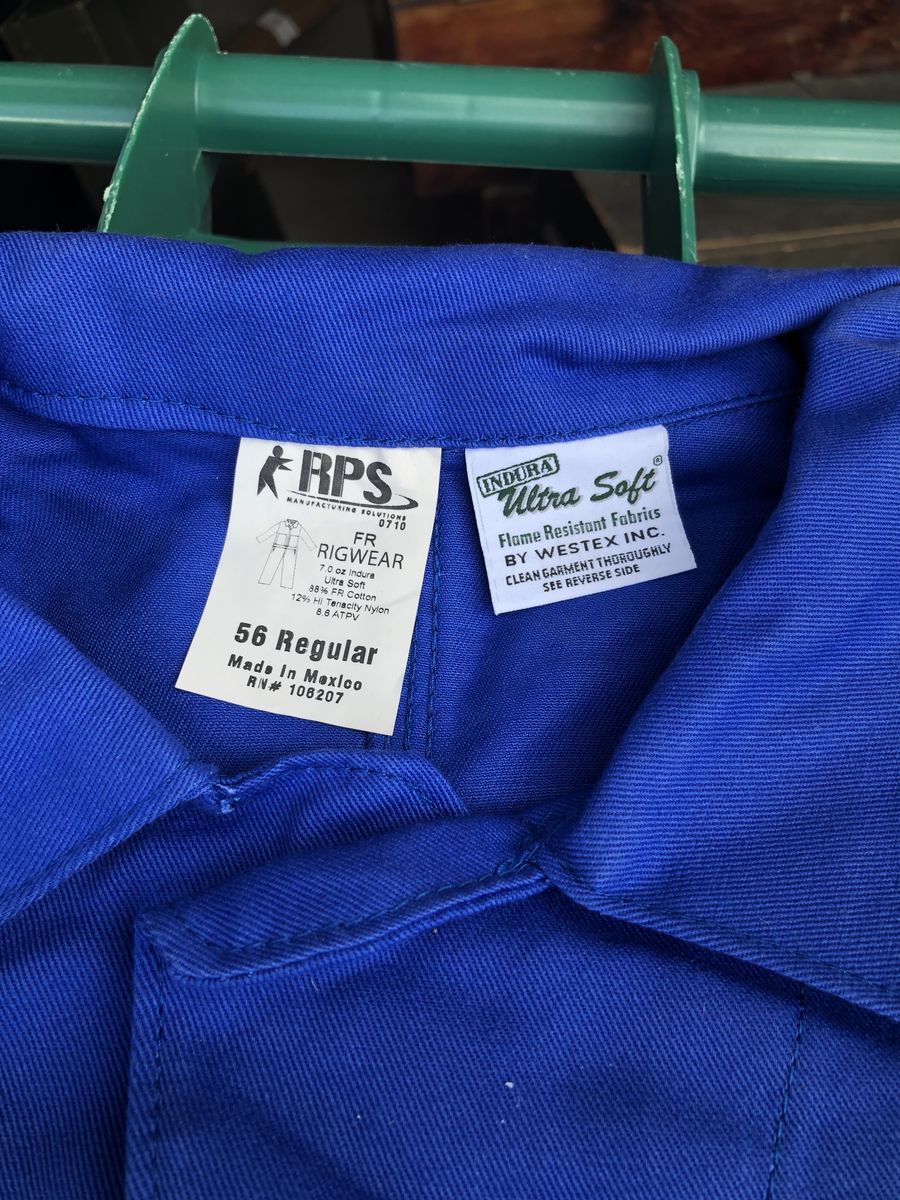 RPS
MANUFACTURING SOLUTIONS
0710
FR
RIGWEAR
7.0 oz Indura
Ultra Soft
88% FR Cotton
12% Hi Tenacity Nylon
8.6 ATPV
56 Regular
Made In Mexico
RN# 106207
INDURA
Ultra Soft®
Flame Resistant Fabrics
BY WESTEX INC.
CLEAN GARMENT THOROUGHLY
SEE REVERSE SIDE